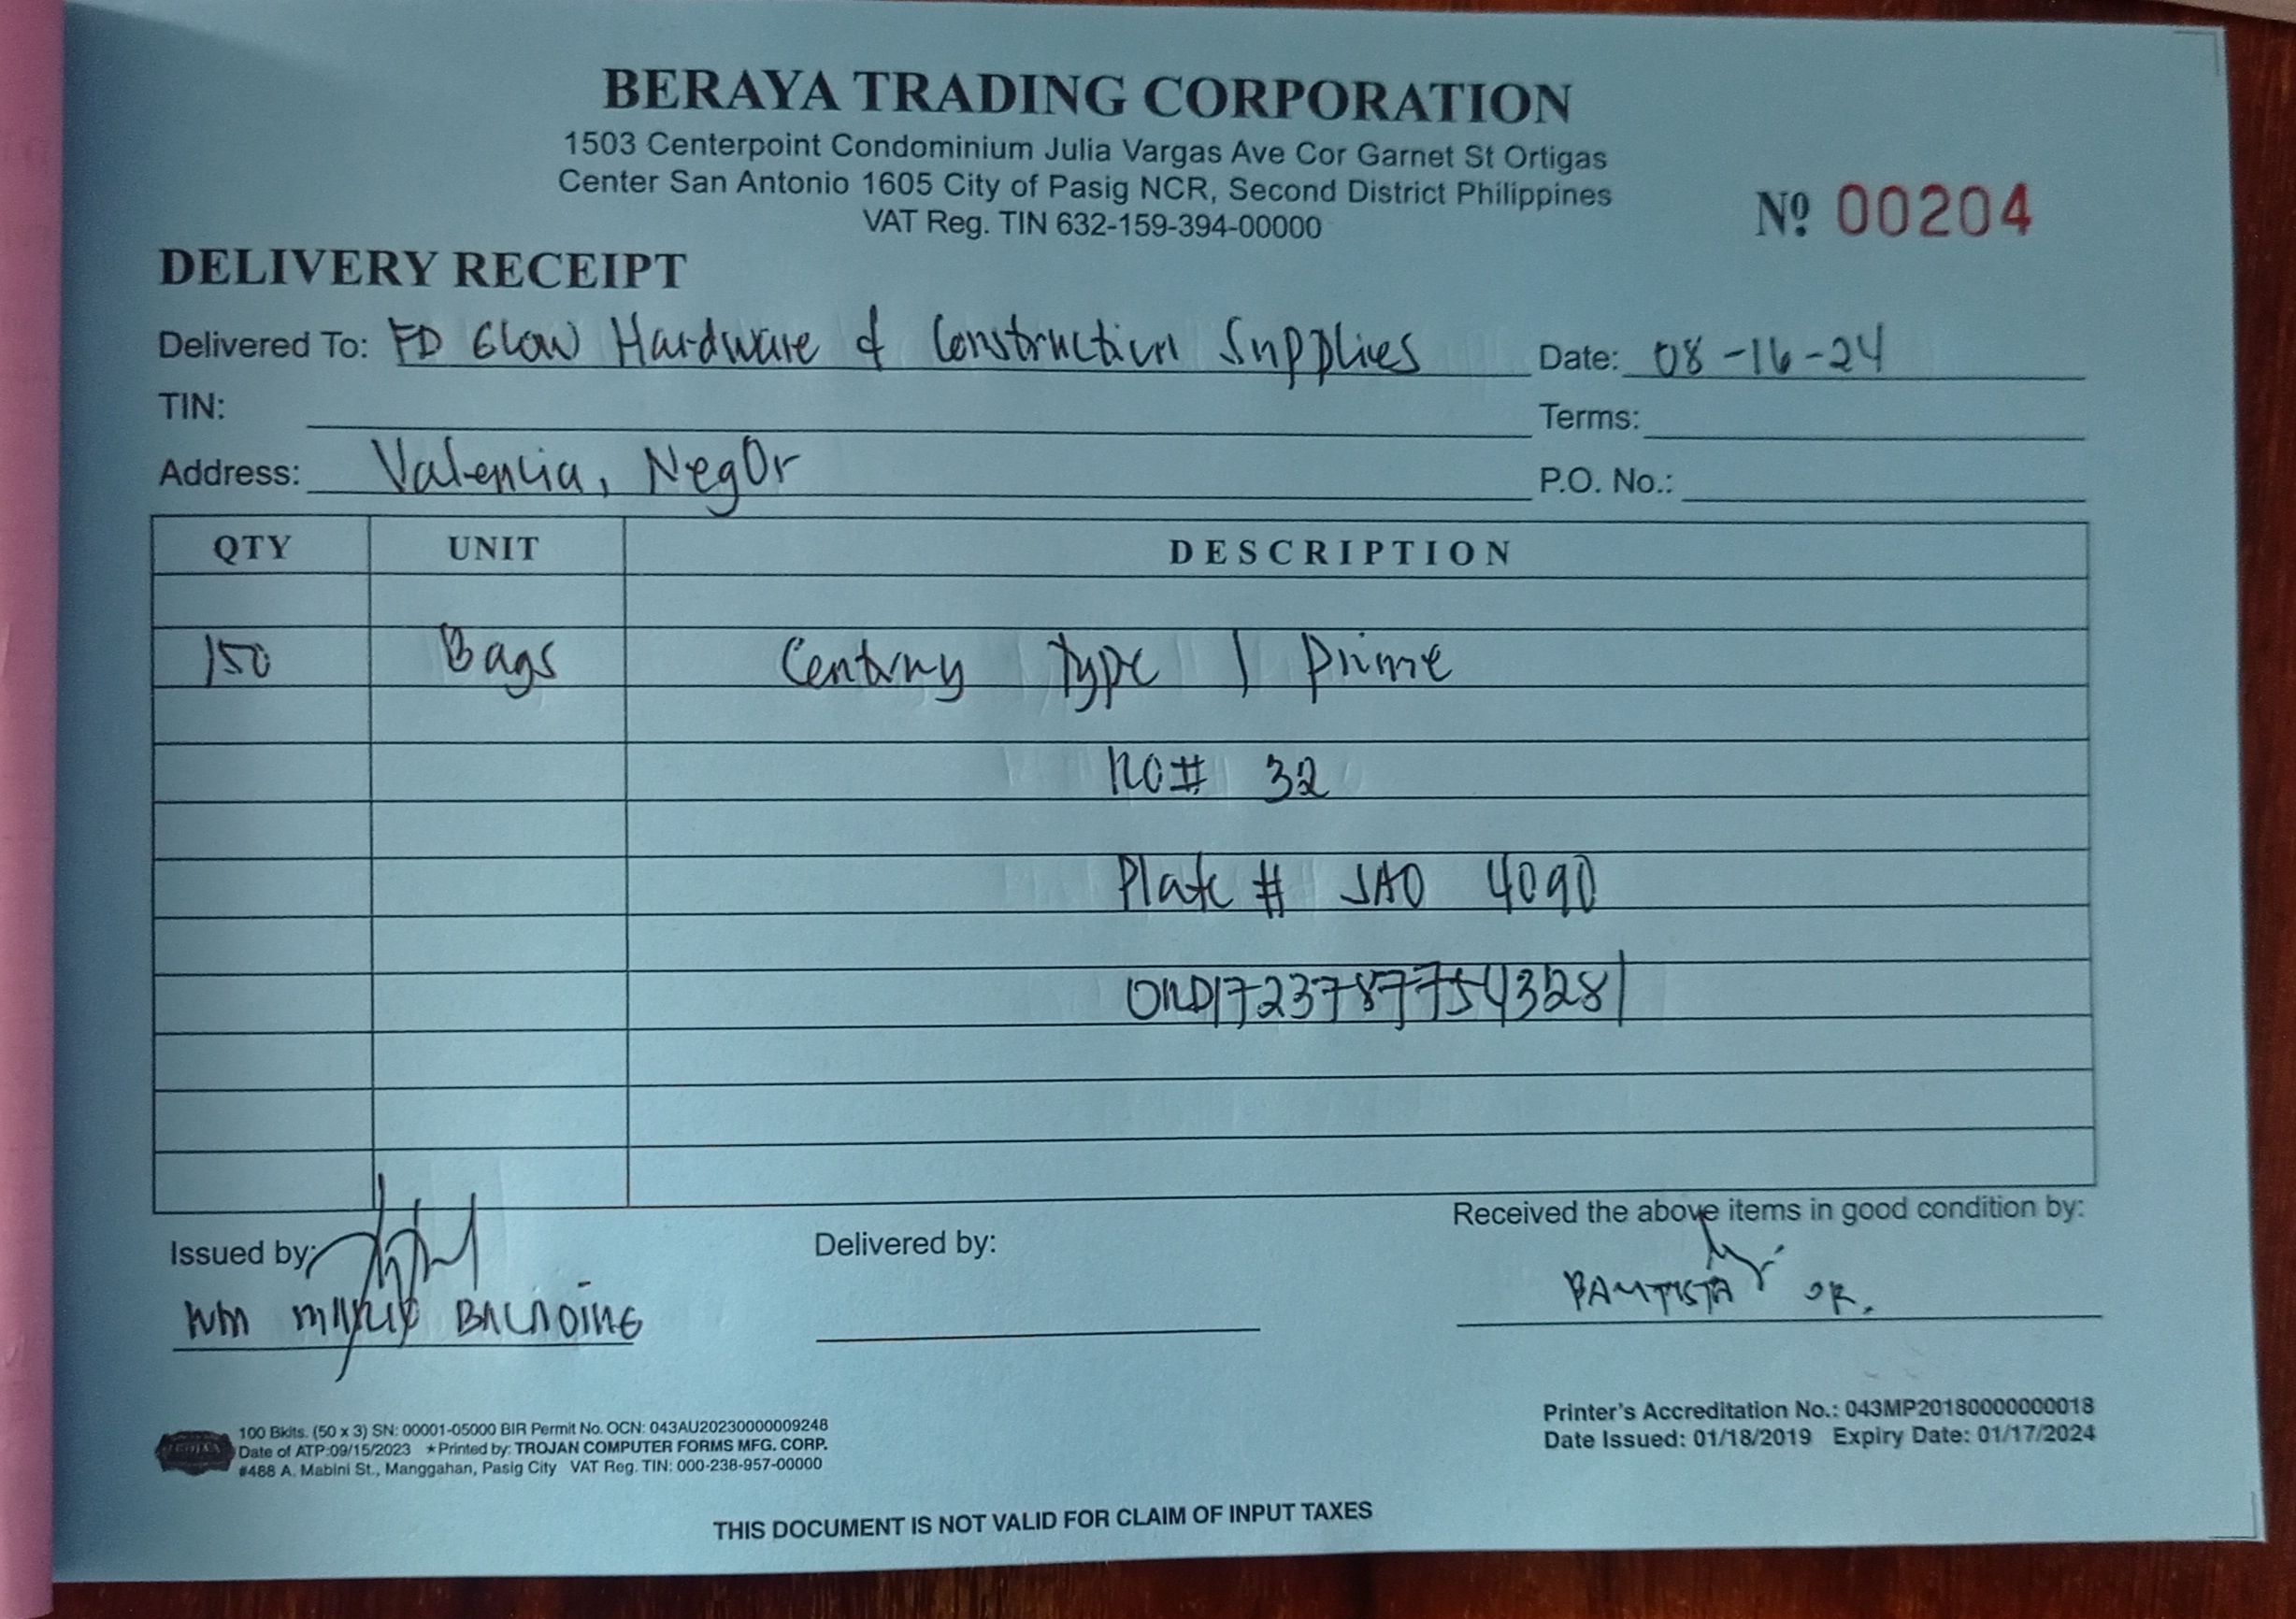 BERAYA TRADING CORPORATION
1503 Centerpoint Condominium Julia Vargas Ave Cor Garnet St Ortigas
Center San Antonio 1605 City of Pasig NCR, Second District Philippines
VAT Reg. TIN 632-159-394-00000
Nº 00204
DELIVERY RECEIPT
Delivered To: FD Glow Hardware & Construction Supplies Date: 08-16-24
TIN: Terms:
Address: Valencia, NegOr P.O. No.:
QTY UNIT DESCRIPTION
150 Bags Century Type 1 Prime
RO# 32
Plate # JAO 4090
ORD17237877543281
Received the above items in good condition by:
Issued by: Delivered by:
BAUTISTA JR.
WM
100 Bklts. (50 x 3) SN: 00001-05000 BIR Permit No. OCN: 043AU20230000009248
Date of ATP:09/15/2023 ★Printed by: TROJAN COMPUTER FORMS MFG. CORP.
#488 A. Mabini St., Manggahan, Pasig City VAT Reg. TIN: 000-238-957-00000
Printer's Accreditation No.: 043MP20180000000018
Date Issued: 01/18/2019 Expiry Date: 01/17/2024
THIS DOCUMENT IS NOT VALID FOR CLAIM OF INPUT TAXES